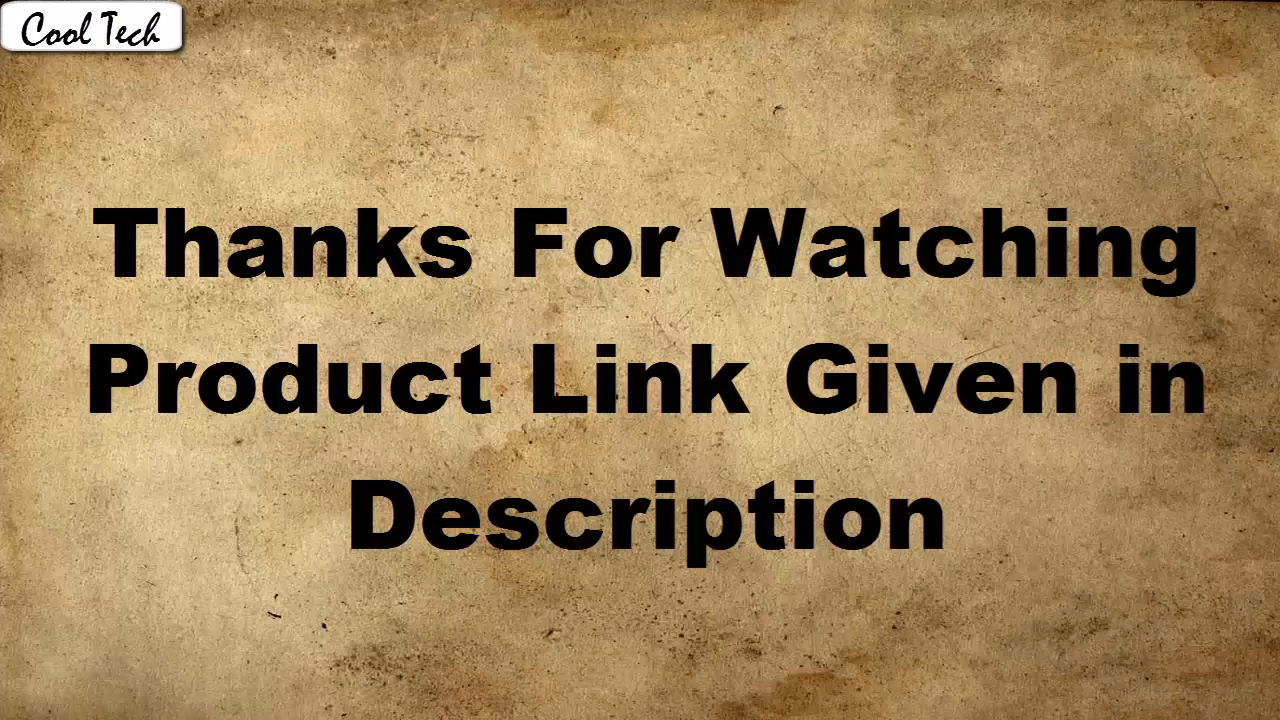 Cool Tech
Thanks For Watching
Product Link Given in
Description